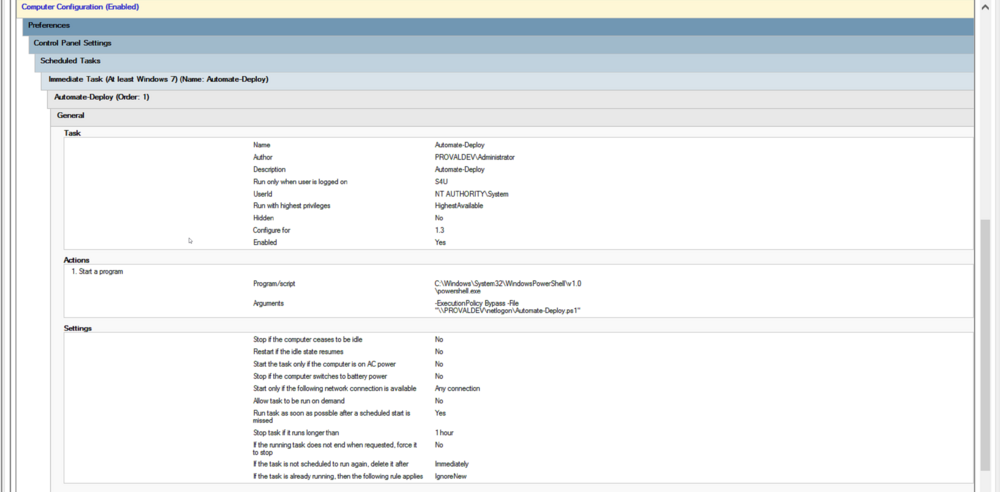 Computer Configuration (Enabled)
Preferences
Control Panel Settings
Scheduled Tasks
Immediate Task (At least Windows 7) (Name: Automate-Deploy)
Automate-Deploy (Order: 1)
General
Task
Name Automate-Deploy
Author PROVALDEV\Administrator
Description Automate-Deploy
Run only when user is logged on S4U
UserId NT AUTHORITY\System
Run with highest privileges HighestAvailable
Hidden No
Configure for 1.3
Enabled Yes
Actions
1. Start a program
Program/script C:\Windows\System32\WindowsPowerShell\v1.0
\powershell.exe
Arguments -ExecutionPolicy Bypass -File
"\\PROVALDEV\netlogon\Automate-Deploy.ps1"
Settings
Stop if the computer ceases to be idle No
Restart if the idle state resumes No
Start the task only if the computer is on AC power No
Stop if the computer switches to battery power No
Start only if the following network connection is available Any connection
Allow task to be run on demand No
Run task as soon as possible after a scheduled start is Yes
missed
Stop task if it runs longer than 1 hour
If the running task does not end when requested, force it No
to stop
If the task is not scheduled to run again, delete it after Immediately
If the task is already running, then the following rule applies IgnoreNew